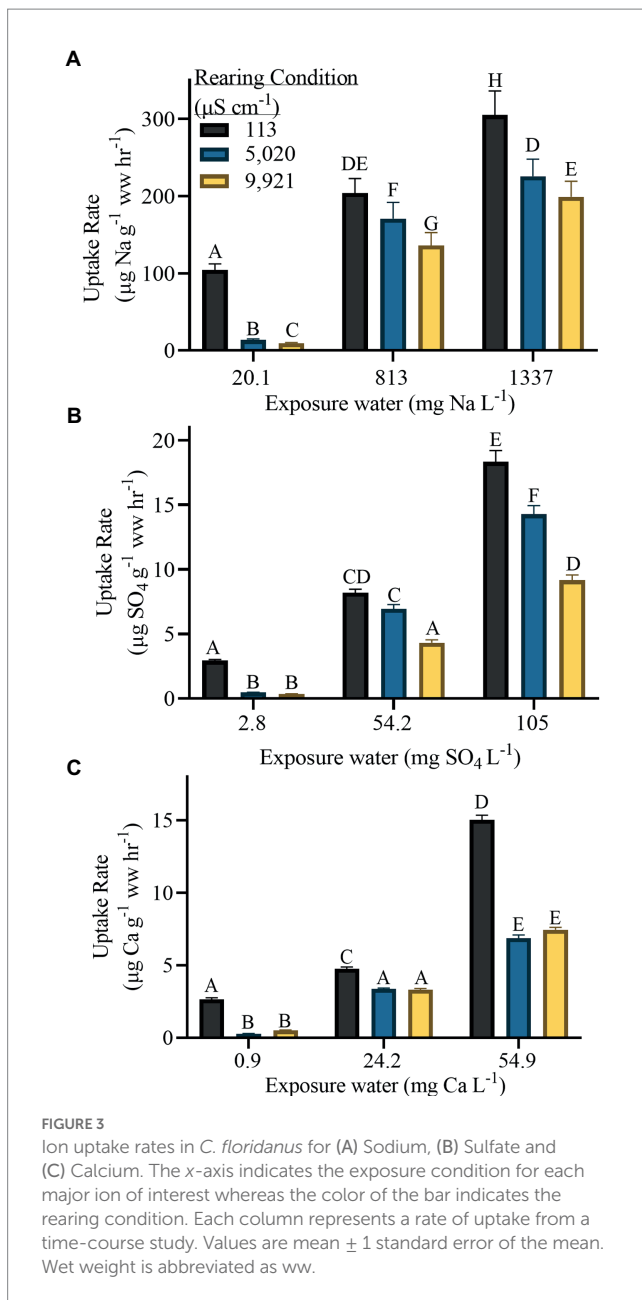 A
Rearing Condition
(μS cm⁻¹)
113
5,020
9,921
Uptake Rate
(μg Na g⁻¹ ww hr⁻¹)
300
200
100
0
A
B
C
DE
F
G
H
D
E
20.1
813
1337
Exposure water (mg Na L⁻¹)
B
Uptake Rate
(μg SO₄ g⁻¹ ww hr⁻¹)
20
15
10
5
0
A
B
B
CD
C
A
E
F
D
2.8
54.2
105
Exposure water (mg SO₄ L⁻¹)
C
Uptake Rate
(μg Ca g⁻¹ ww hr⁻¹)
15
10
5
0
A
B
B
C
A
A
D
E
E
0.9
24.2
54.9
Exposure water (mg Ca L⁻¹)
FIGURE 3
Ion uptake rates in C. floridanus for (A) Sodium, (B) Sulfate and
(C) Calcium. The x-axis indicates the exposure condition for each
major ion of interest whereas the color of the bar indicates the
rearing condition. Each column represents a rate of uptake from a
time-course study. Values are mean ± 1 standard error of the mean.
Wet weight is abbreviated as ww.